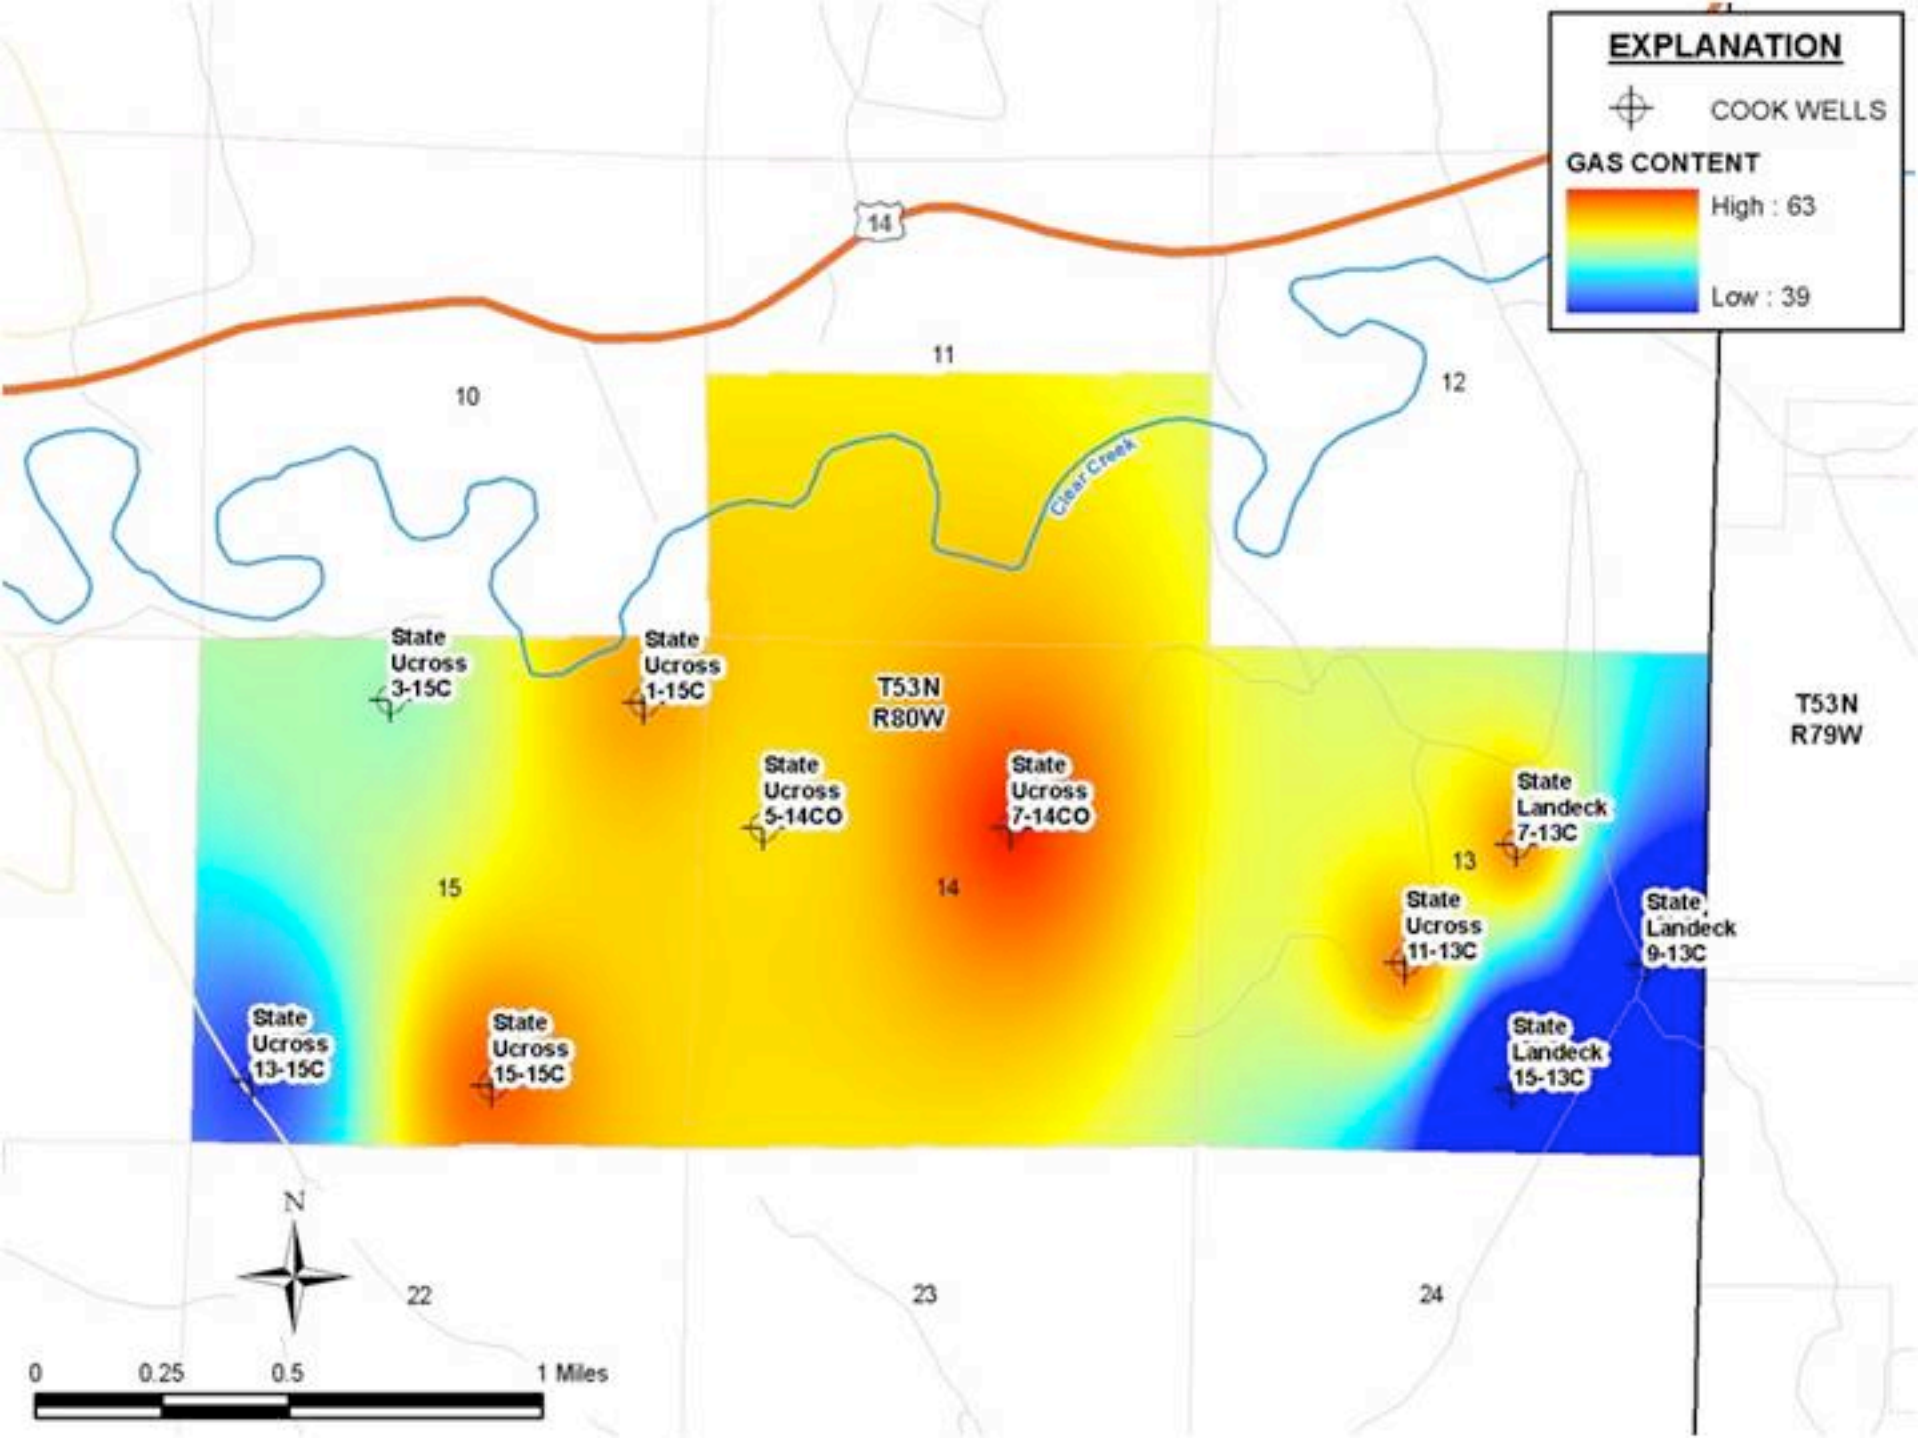 EXPLANATION
COOK WELLS
GAS CONTENT
High : 63
Low : 39
14
11
10
12
Clear Creek
State
Ucross
3-15C
State
Ucross
1-15C
T53N
R80W
T53N
R79W
State
Ucross
5-14CO
State
Ucross
7-14CO
State
Landeck
7-13C
13
15
14
State
Ucross
11-13C
State
Landeck
9-13C
State
Ucross
13-15C
State
Ucross
15-15C
State
Landeck
15-13C
N
22
23
24
0 0.25 0.5 1 Miles